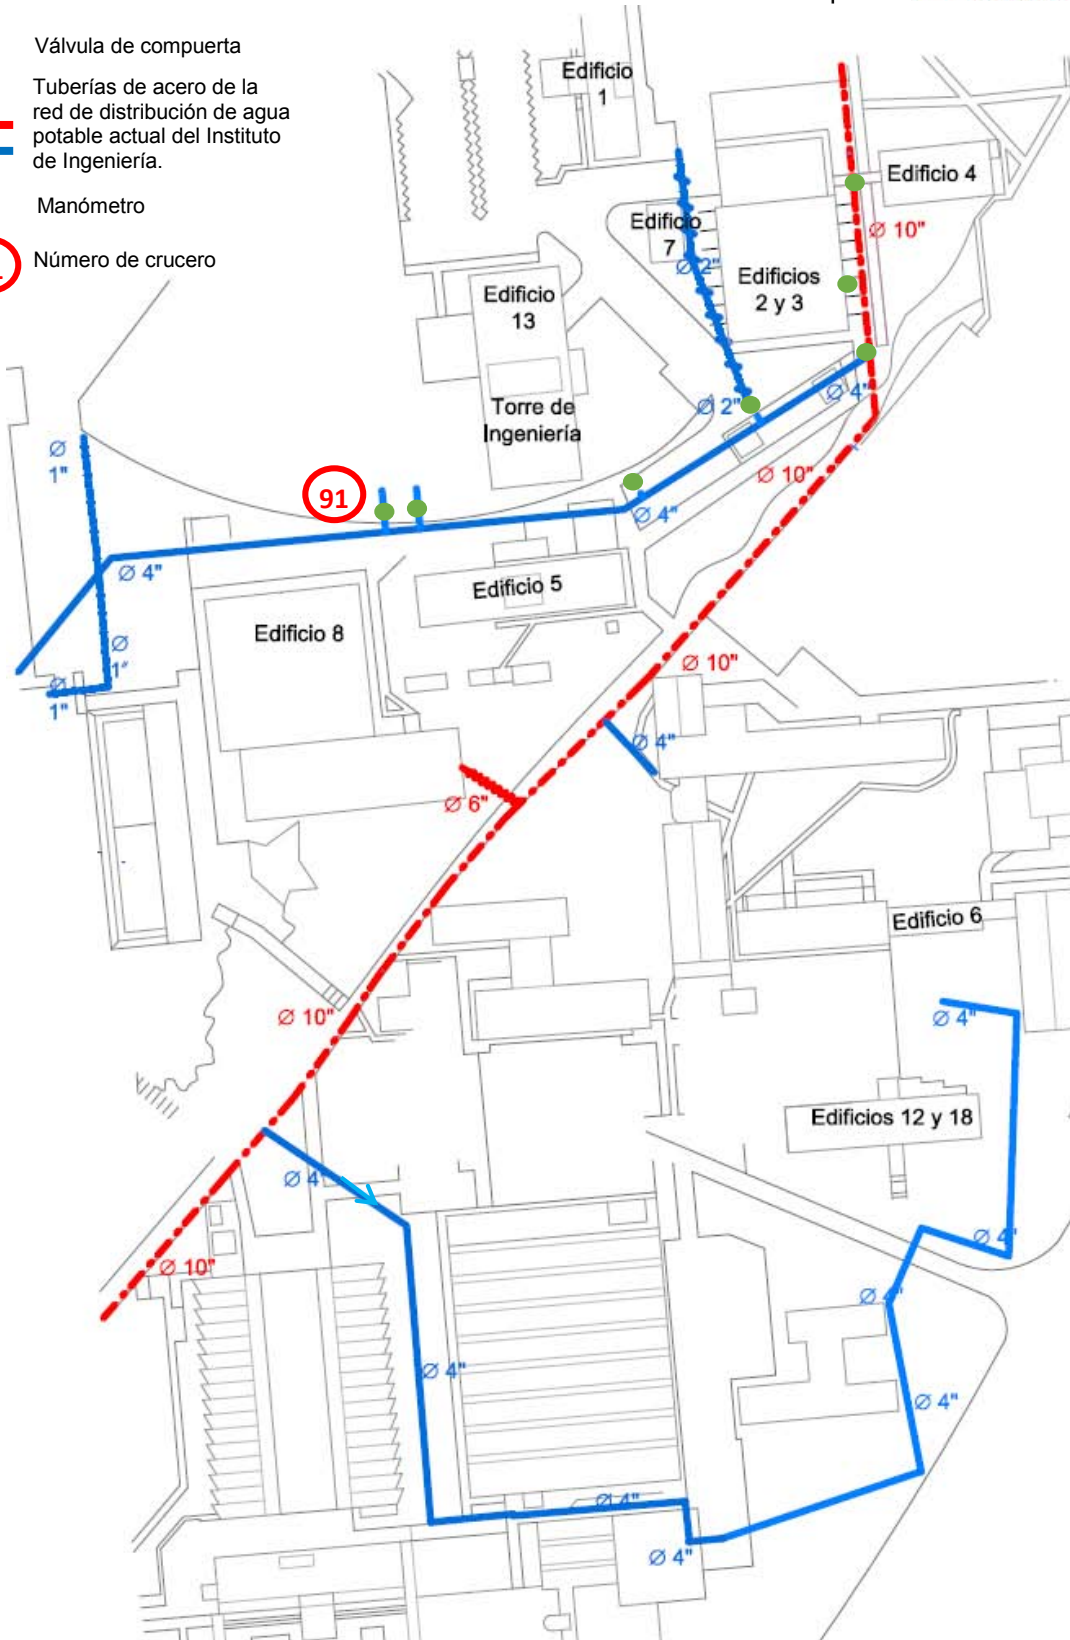 Válvula de compuerta
Tuberías de acero de la
red de distribución de agua
potable actual del Instituto
de Ingeniería.
Manómetro
Número de crucero
Edificio
1
Edificio 4
Edificio
7
Ø 10"
Ø 2"
Edificios
2 y 3
Edificio
13
Ø 4"
Ø 2"
Torre de
Ingeniería
Ø
1"
Ø 10"
91
Ø 4"
Ø 4"
Edificio 5
Edificio 8
Ø
1"
Ø 10"
Ø
1"
Ø 4"
Ø 6"
Edificio 6
Ø 10"
Ø 4"
Edificios 12 y 18
Ø 4"
Ø 4"
Ø 10"
Ø 4"
Ø 4"
Ø 4"
Ø 4"
Ø 4"